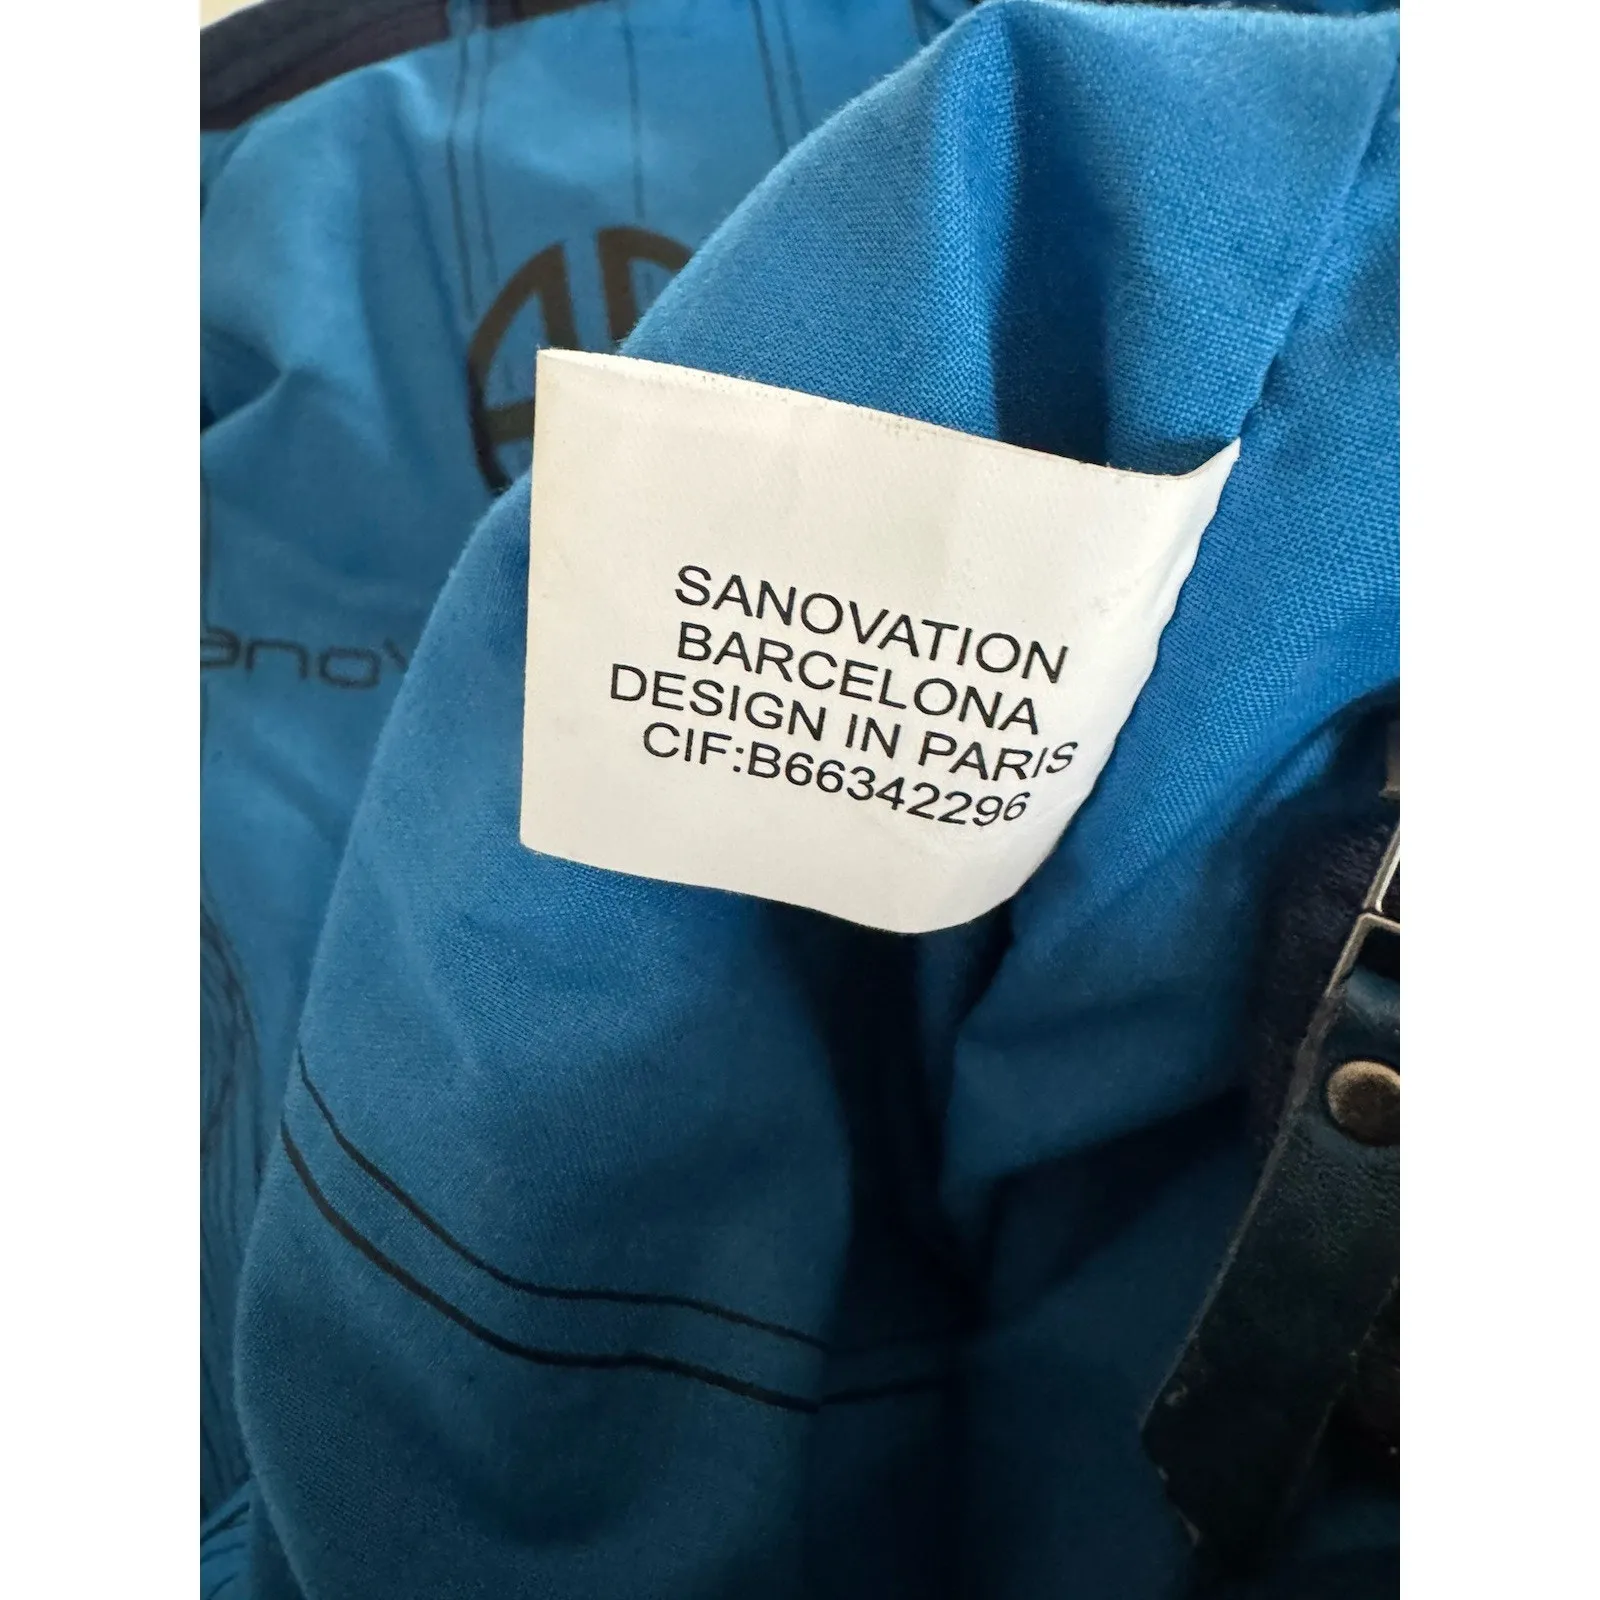 SANOVATION
BARCELONA
DESIGN IN PARIS
CIF:B66342296